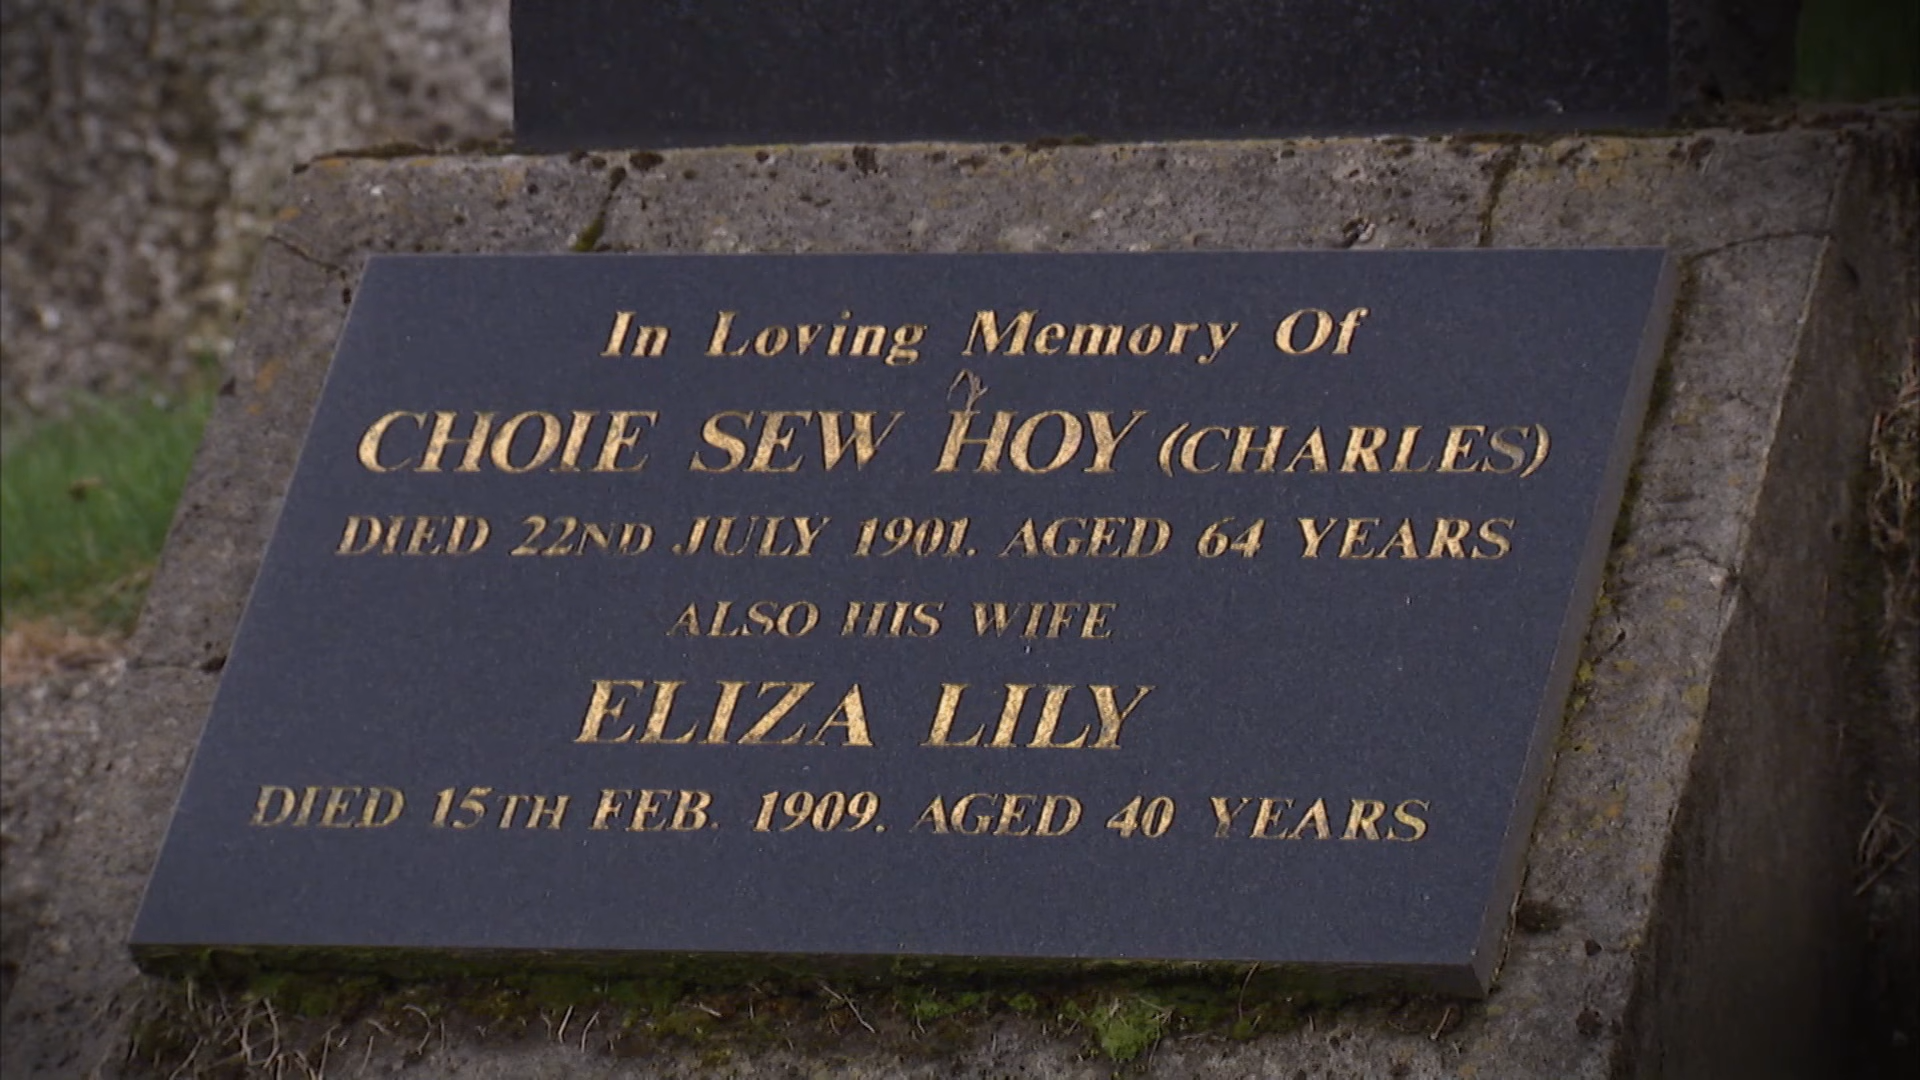 In Loving Memory Of
CHOIE SEW HOY (CHARLES)
DIED 22ND JULY 1901. AGED 64 YEARS
ALSO HIS WIFE
ELIZA LILY
DIED 15TH FEB. 1909. AGED 40 YEARS